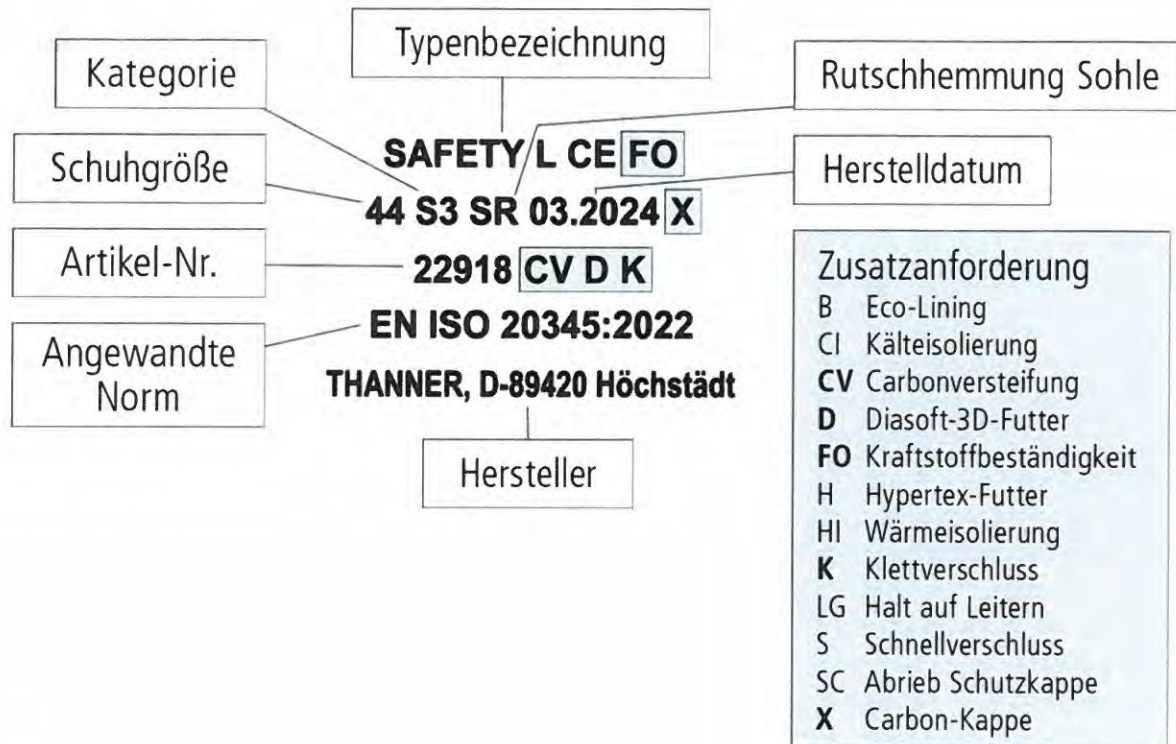 Typenbezeichnung
Kategorie
Rutschhemmung Sohle
SAFETY L CE FO
Schuhgröße
Herstelldatum
44 S3 SR 03.2024 X
Artikel-Nr.
22918 CV D K
EN ISO 20345:2022
Angewandte
Norm
THANNER, D-89420 Höchstädt
Hersteller
Zusatzanforderung
B Eco-Lining
CI Kälteisolierung
CV Carbonversteifung
D Diasoft-3D-Futter
FO Kraftstoffbeständigkeit
H Hypertex-Futter
HI Wärmeisolierung
K Klettverschluss
LG Halt auf Leitern
S Schnellverschluss
SC Abrieb Schutzkappe
X Carbon-Kappe